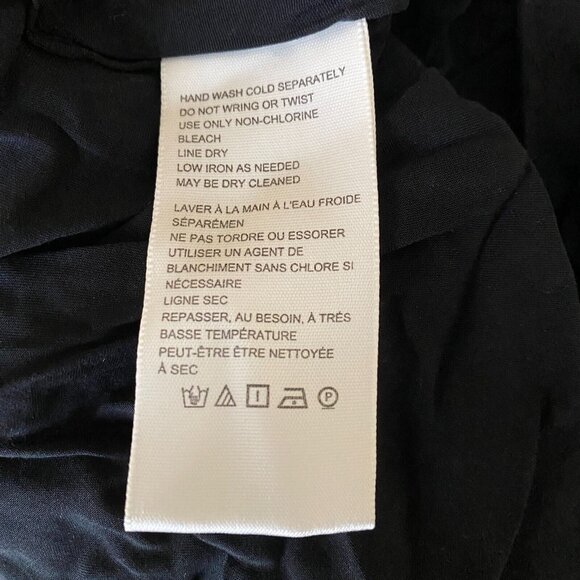 HAND WASH COLD SEPARATELY
DO NOT WRING OR TWIST
USE ONLY NON-CHLORINE
BLEACH
LINE DRY
LOW IRON AS NEEDED
MAY BE DRY CLEANED
LAVER À LA MAIN À L'EAU FROIDE
SÉPARÉMEN
NE PAS TORDRE OU ESSORER
UTILISER UN AGENT DE
BLANCHIMENT SANS CHLORE SI
NÉCESSAIRE
LIGNE SEC
REPASSER, AU BESOIN, À TRÉS
BASSE TEMPÉRATURE
PEUT-ÊTRE ÊTRE NETTOYÉE
À SEC
P